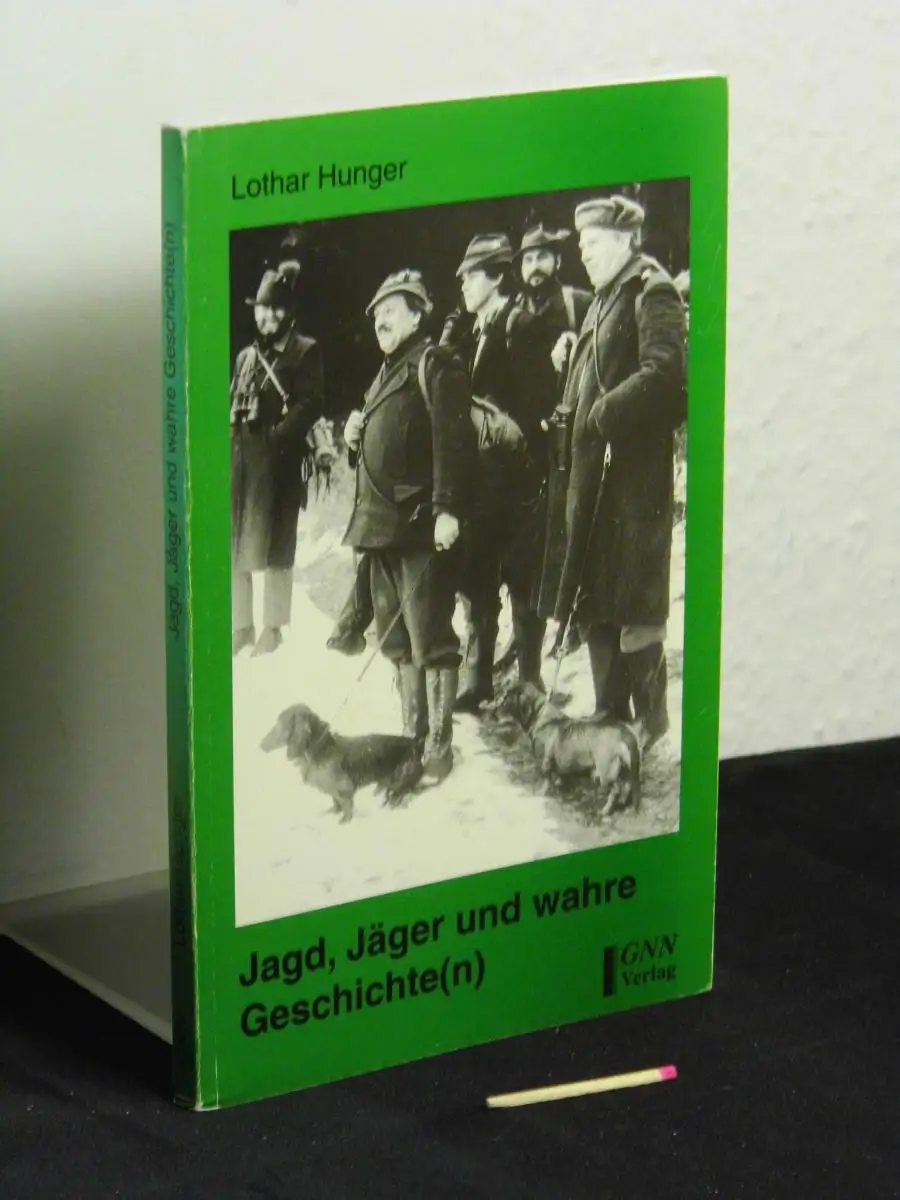 Lothar Hunger
Jagd, Jäger und wahre
Geschichte(n)
GNN
Verlag
Jagd, Jäger und wahre Geschichte(n)